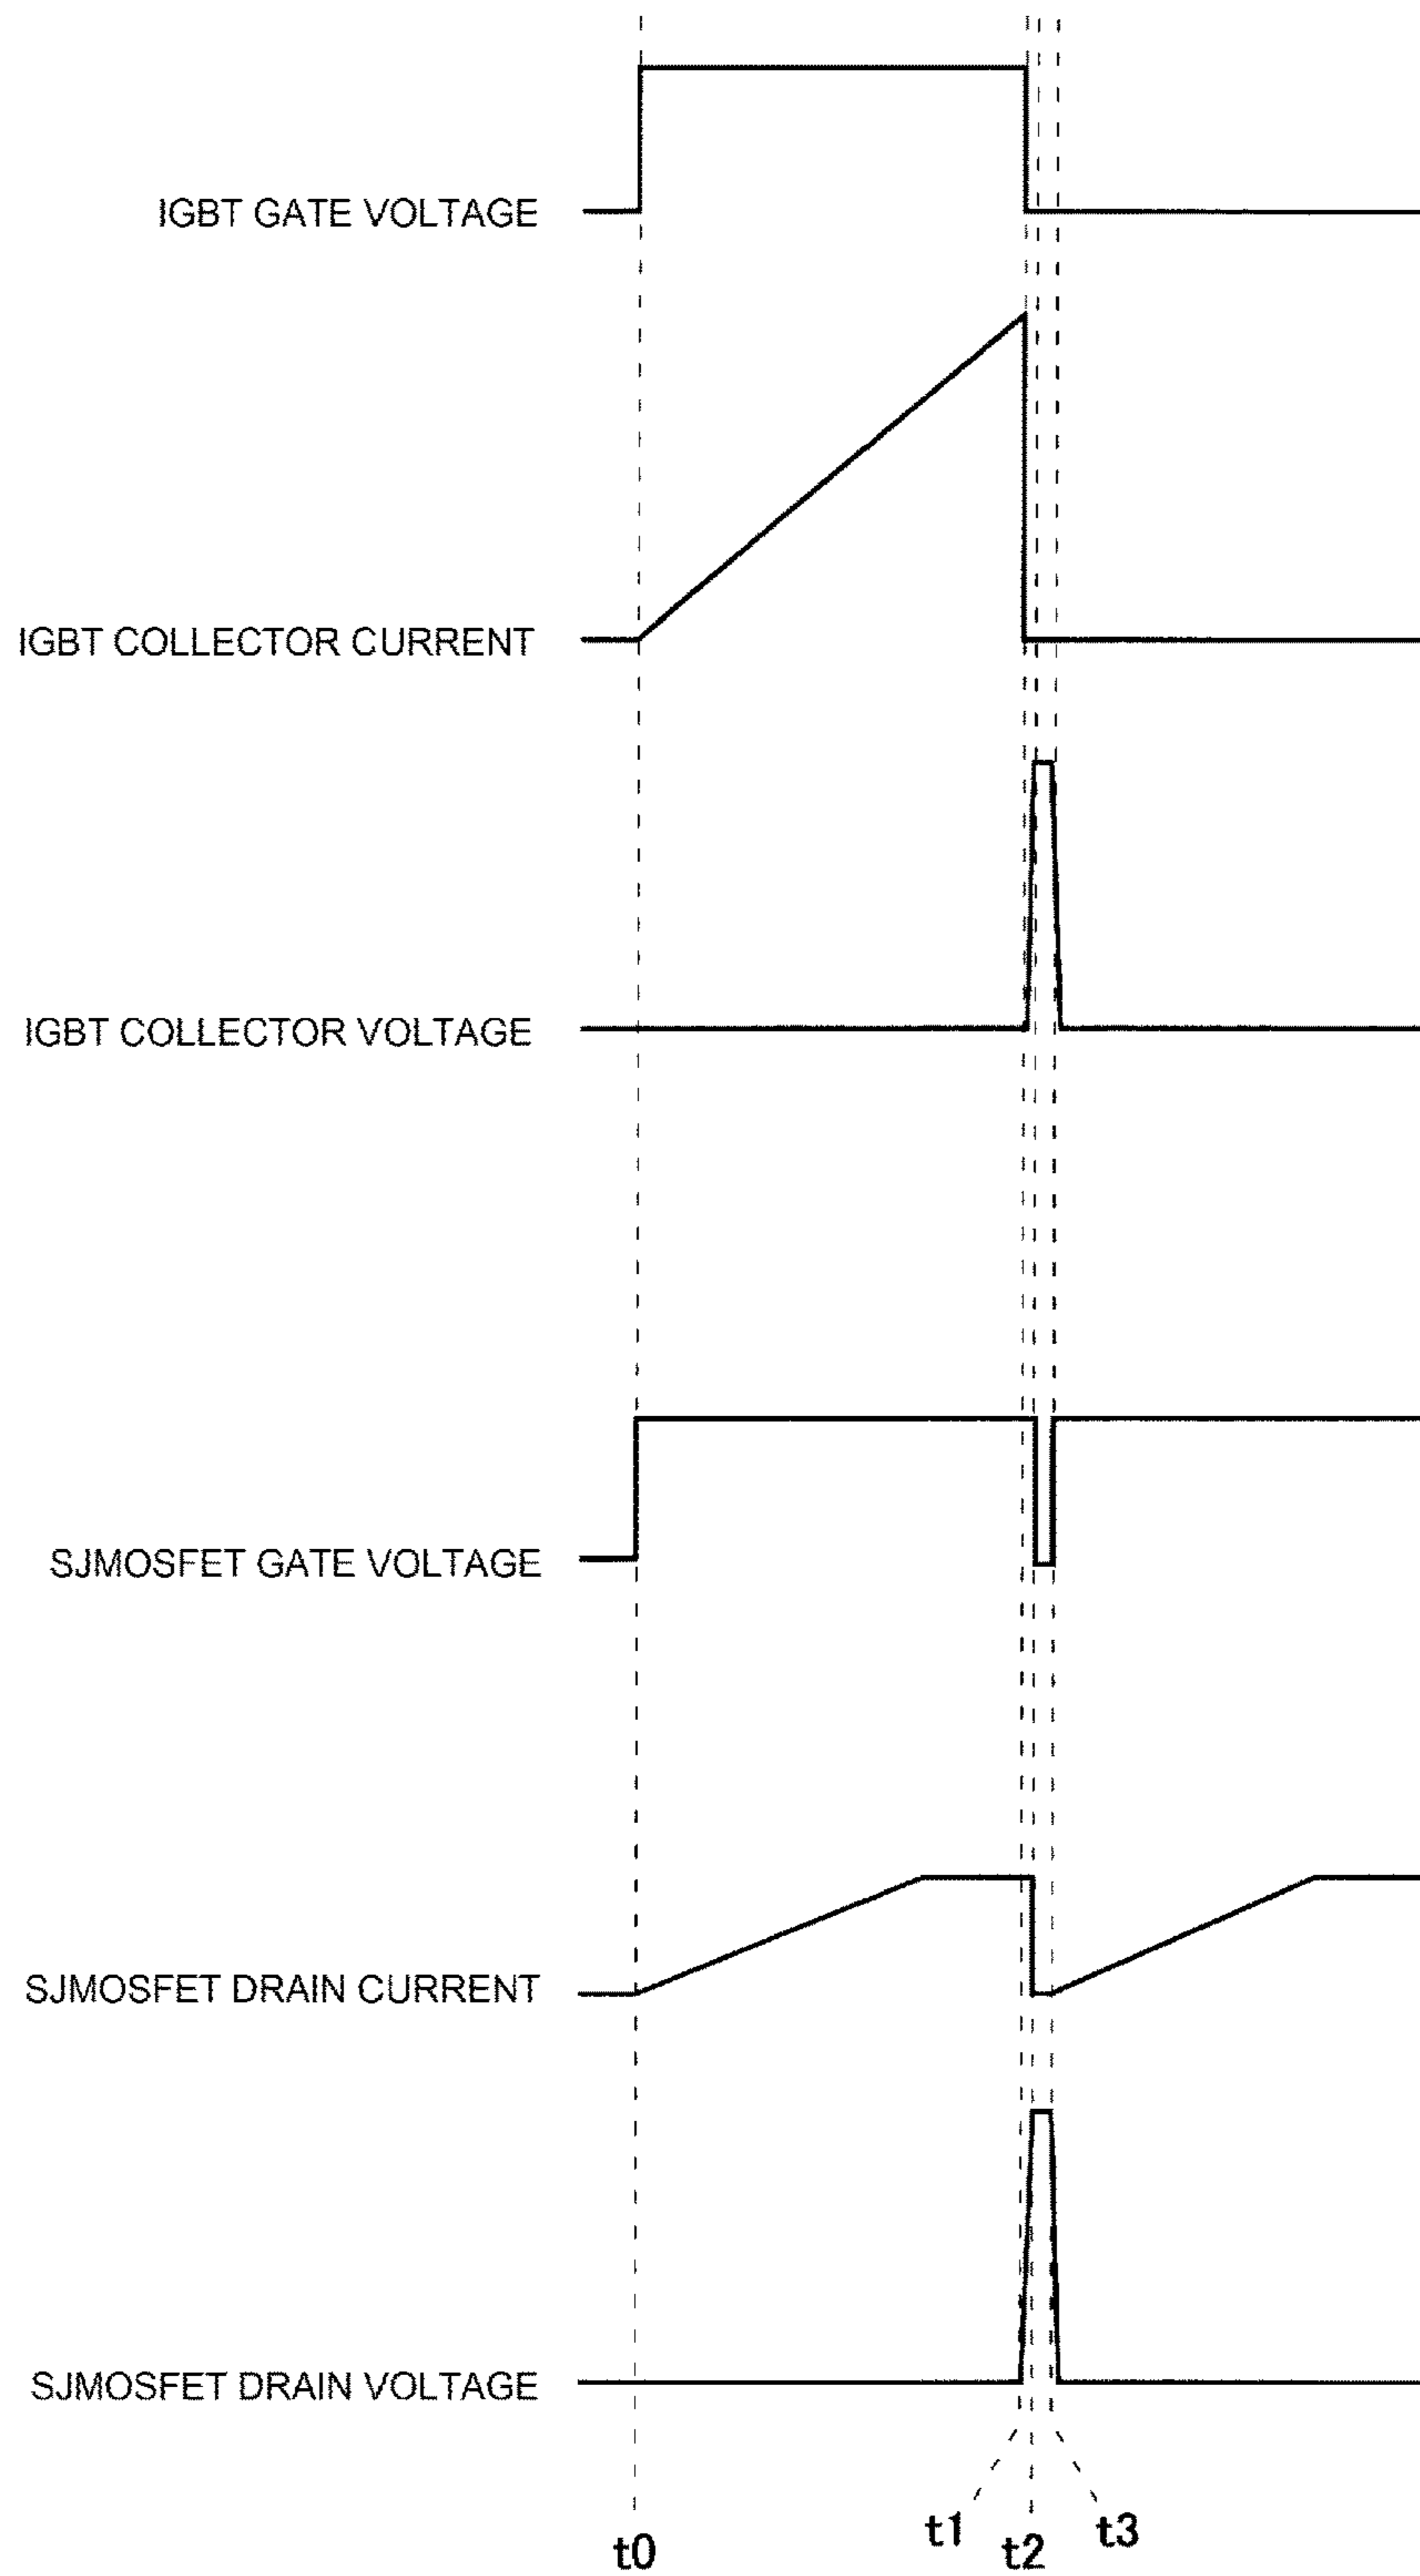 IGBT GATE VOLTAGE
IGBT COLLECTOR CURRENT
IGBT COLLECTOR VOLTAGE
SJMOSFET GATE VOLTAGE
SJMOSFET DRAIN CURRENT
SJMOSFET DRAIN VOLTAGE
t0
t1
t2
t3